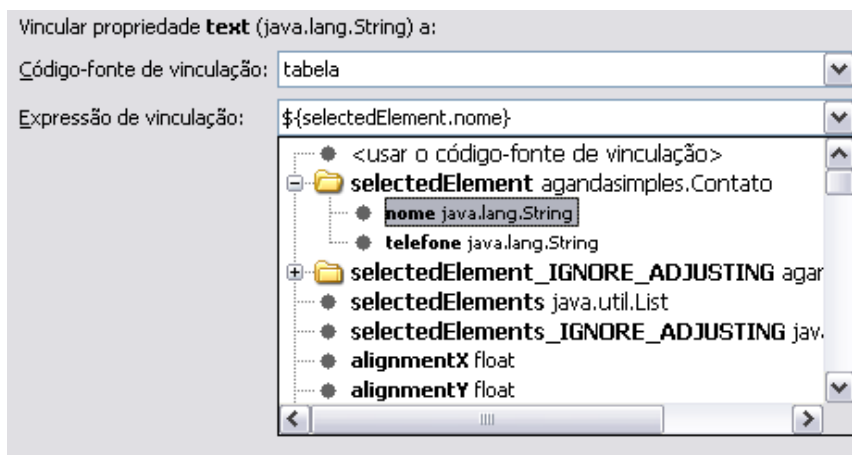 Vincular propriedade text (java.lang.String) a:
Código-fonte de vinculação: tabela
Expressão de vinculação: ${selectedElement.nome}
<usar o código-fonte de vinculação>
selectedElement agandasimples.Contato
nome java.lang.String
telefone java.lang.String
selectedElement_IGNORE_ADJUSTING agar
selectedElements java.util.List
selectedElements_IGNORE_ADJUSTING jav
alignmentX float
alignmentY float